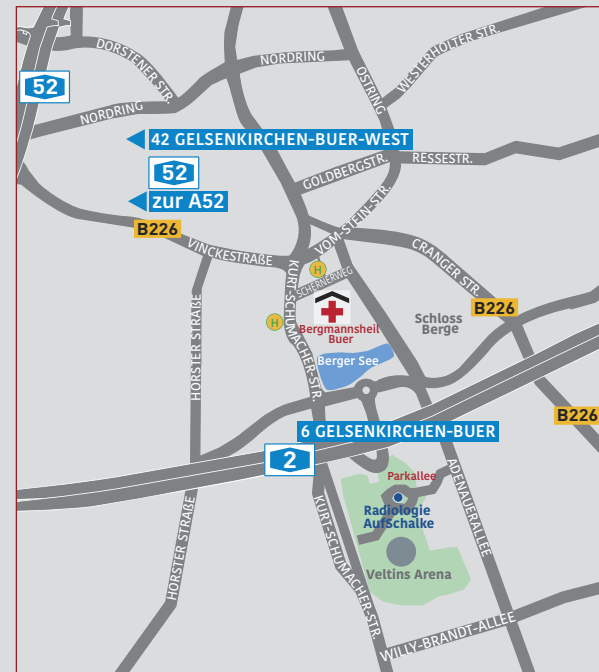 DORSTENER STR.
NORDRING
OSTRING
WESTERHOLTER STR.
52
NORDRING
42 GELSENKIRCHEN-BUER-WEST
GOLDBERGSTR.
RESSESTR.
52
zur A52
B226
VINCKESTRAßE
VOM-STEIN-STR.
CRANGER STR.
H
SCHERNERWEG
KURT-SCHUMACHER-STR.
HORSTER STRAßE
H
Bergmannsheil
Buer
Schloss
Berge
B226
Berger See
B226
6 GELSENKIRCHEN-BUER
2
Parkallee
ADENAUERALLEE
Radiologie
AufSchalke
HORSTER STRAßE
KURT-SCHUMACHER-STR.
Veltins Arena
WILLY-BRANDT-ALLEE